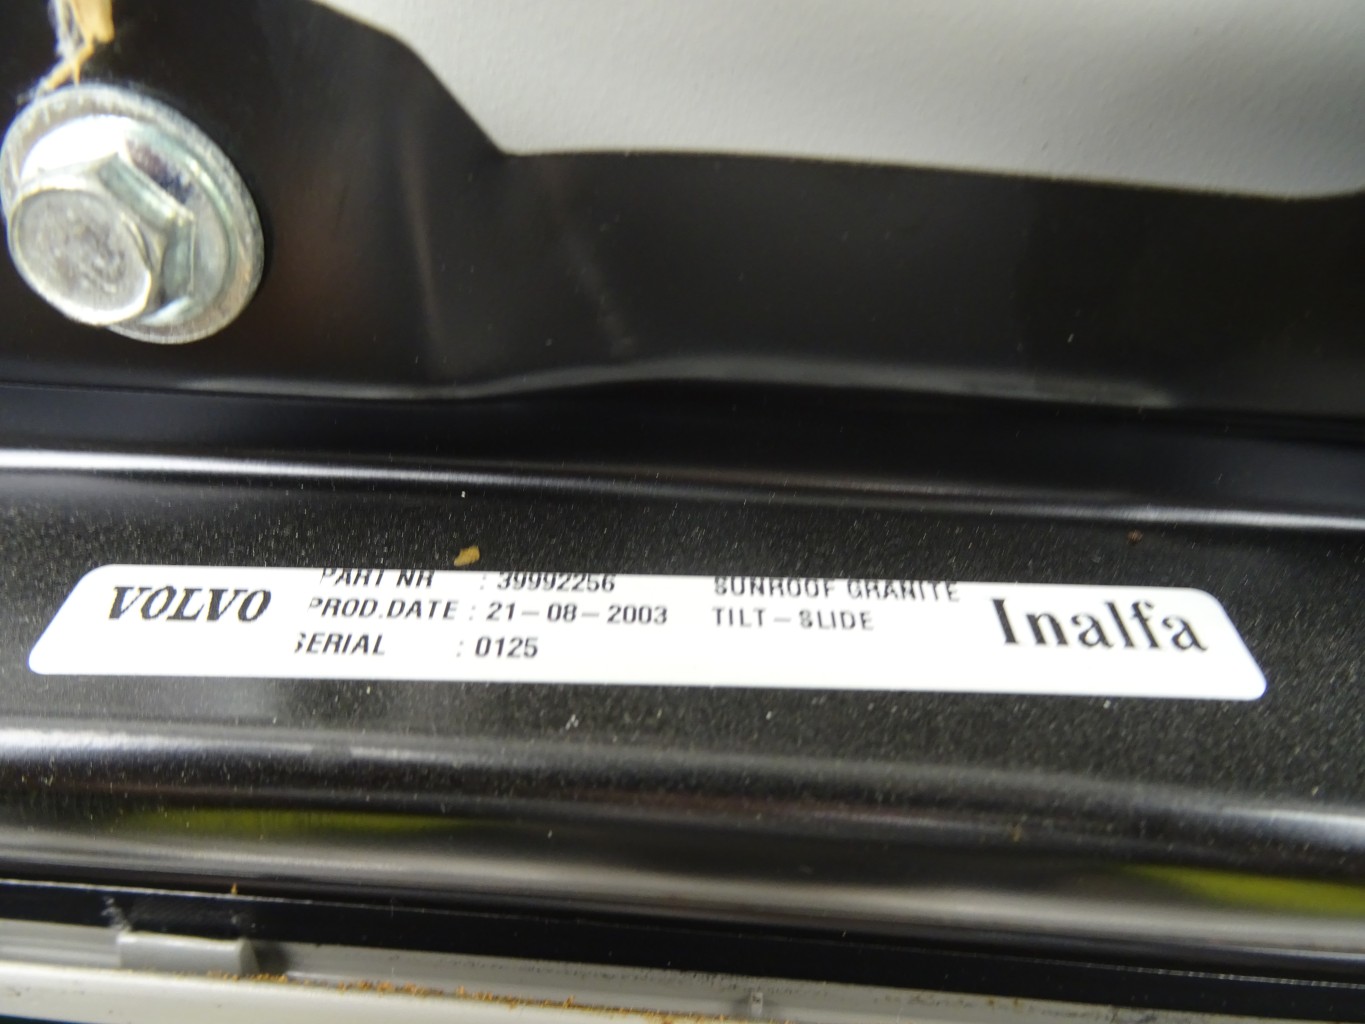 VOLVO
PART NR : 39992256
PROD.DATE : 21-08-2003
SERIAL : 0125
SUNROOF GRANITE
TILT-SLIDE
Inalfa